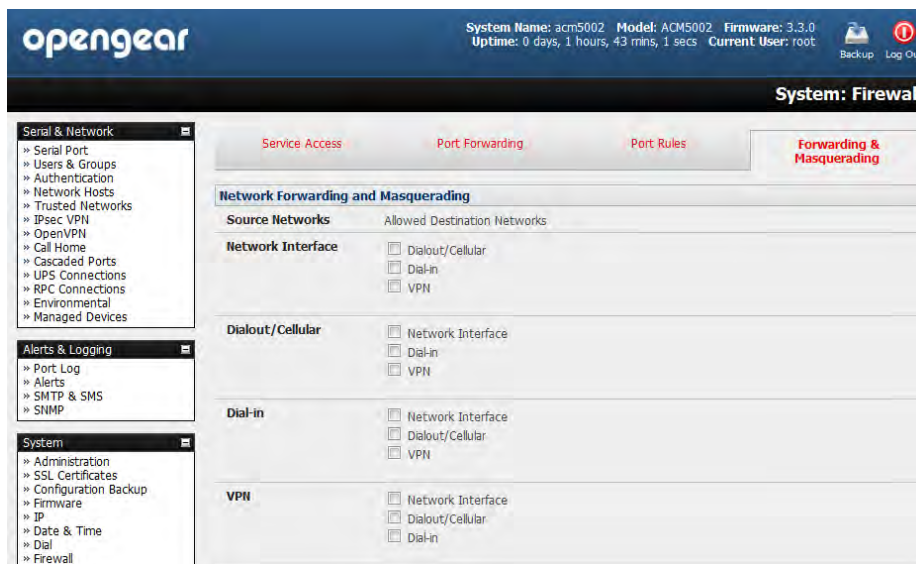 opengear
System Name: acm5002 Model: ACM5002 Firmware: 3.3.0
Uptime: 0 days, 1 hours, 43 mins, 1 secs Current User: root
Backup
Log Ou
System: Firewal
Serial & Network
» Serial Port
» Users & Groups
» Authentication
» Network Hosts
» Trusted Networks
» IPsec VPN
» OpenVPN
» Call Home
» Cascaded Ports
» UPS Connections
» RPC Connections
» Environmental
» Managed Devices
Alerts & Logging
» Port Log
» Alerts
» SMTP & SMS
» SNMP
System
» Administration
» SSL Certificates
» Configuration Backup
» Firmware
» IP
» Date & Time
» Dial
» Firewall
Service Access
Port Forwarding
Port Rules
Forwarding &
Masquerading
Network Forwarding and Masquerading
Source Networks Allowed Destination Networks
Network Interface
Dialout/Cellular
Dial-in
VPN
Dialout/Cellular
Network Interface
Dial-in
VPN
Dial-in
Network Interface
Dialout/Cellular
VPN
VPN
Network Interface
Dialout/Cellular
Dial-in